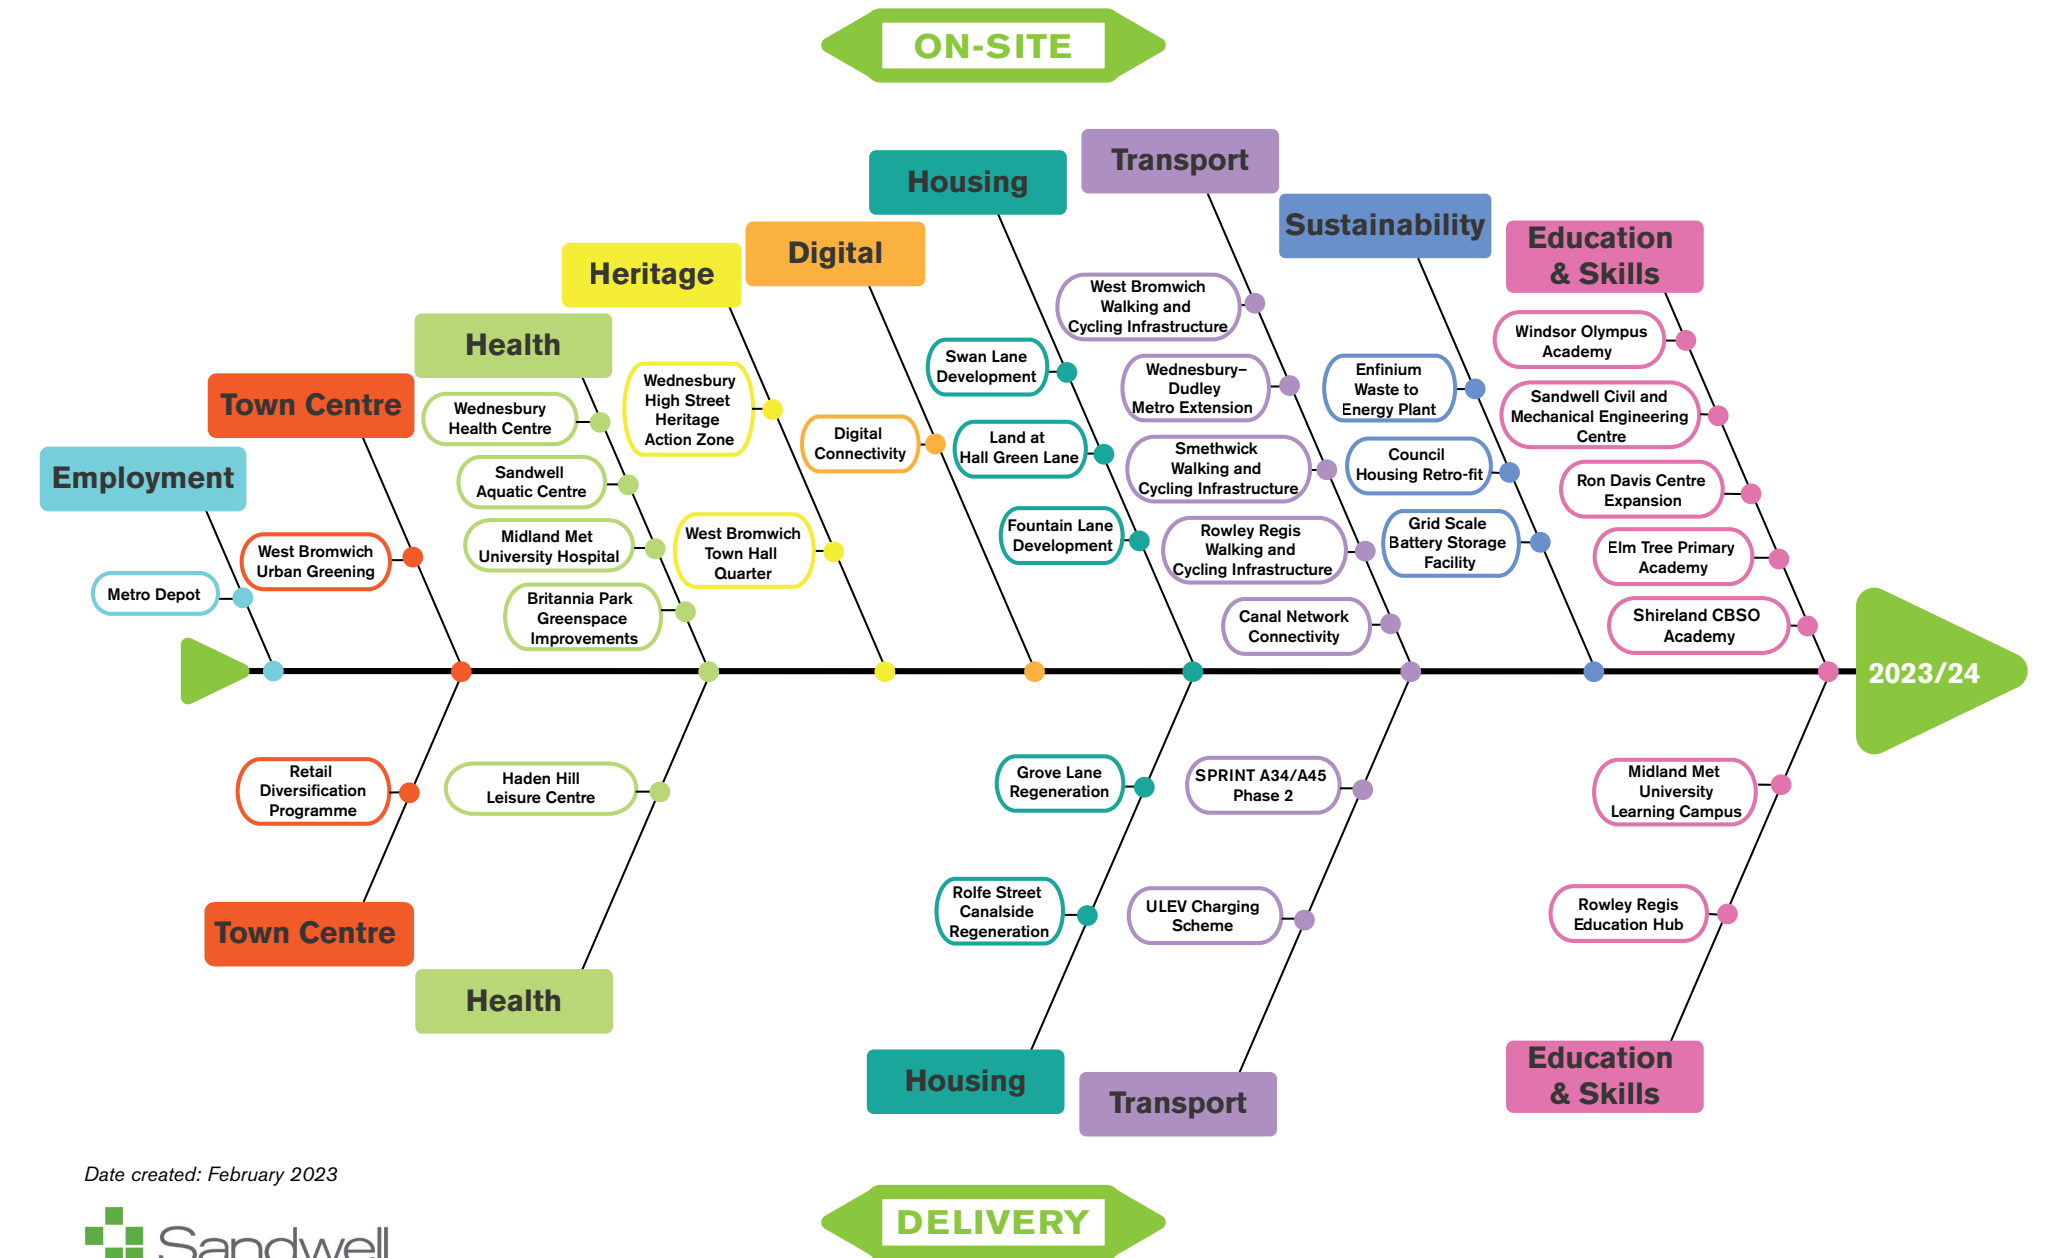 ON-SITE
Employment
Metro Depot
Town Centre
West Bromwich
Urban Greening
Health
Wednesbury
Health Centre
Sandwell
Aquatic Centre
Midland Met
University Hospital
Britannia Park
Greenspace
Improvements
Heritage
Wednesbury
High Street
Heritage
Action Zone
West Bromwich
Town Hall
Quarter
Digital
Digital
Connectivity
Housing
Swan Lane
Development
Land at
Hall Green Lane
Fountain Lane
Development
Transport
West Bromwich
Walking and
Cycling Infrastructure
Wednesbury–
Dudley
Metro Extension
Smethwick
Walking and
Cycling Infrastructure
Rowley Regis
Walking and
Cycling Infrastructure
Canal Network
Connectivity
Sustainability
Enfinium
Waste to
Energy Plant
Council
Housing Retro-fit
Grid Scale
Battery Storage
Facility
Education
& Skills
Windsor Olympus
Academy
Sandwell Civil and
Mechanical Engineering
Centre
Ron Davis Centre
Expansion
Elm Tree Primary
Academy
Shireland CBSO
Academy
2023/24
Retail
Diversification
Programme
Town Centre
Haden Hill
Leisure Centre
Health
Grove Lane
Regeneration
Rolfe Street
Canalside
Regeneration
Housing
SPRINT A34/A45
Phase 2
ULEV Charging
Scheme
Transport
Midland Met
University
Learning Campus
Rowley Regis
Education Hub
Education
& Skills
Date created: February 2023
Sandwell
DELIVERY